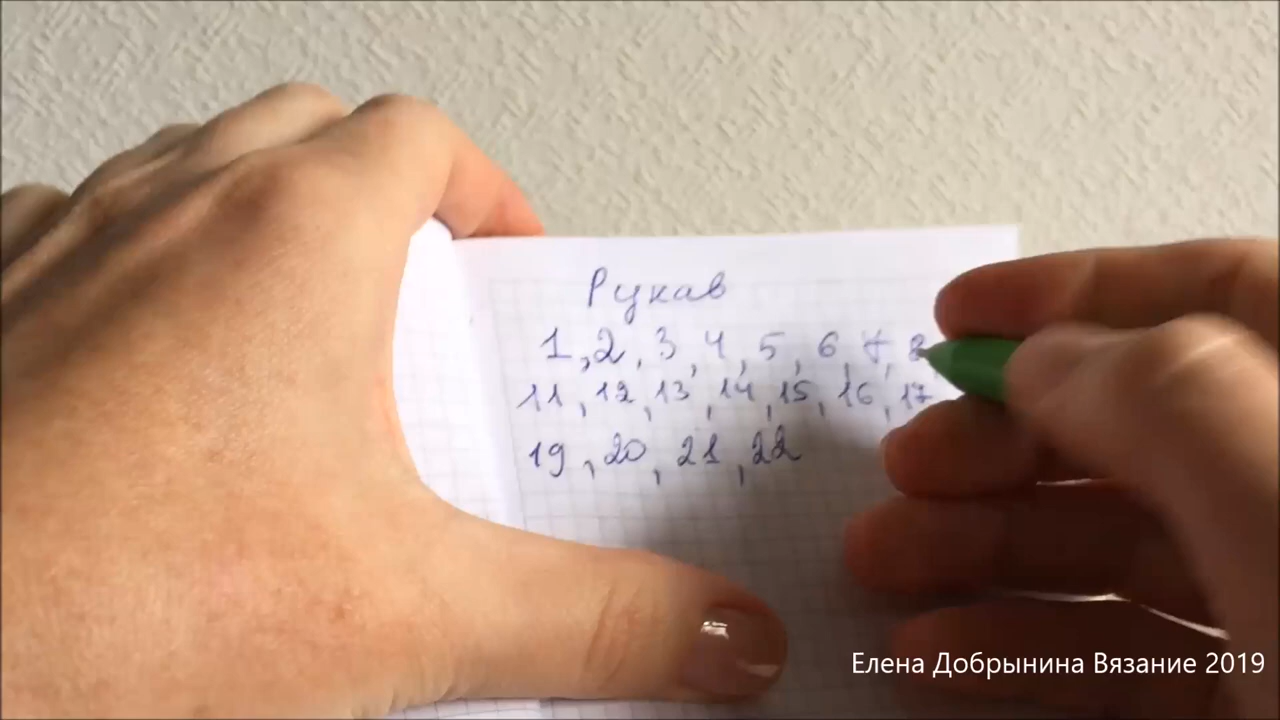 Рукав
1, 2, 3, 4, 5, 6, 7, 8
11, 12, 13, 14, 15, 16, 17
19, 20, 21, 22
Елена Добрынина Вязание 2019